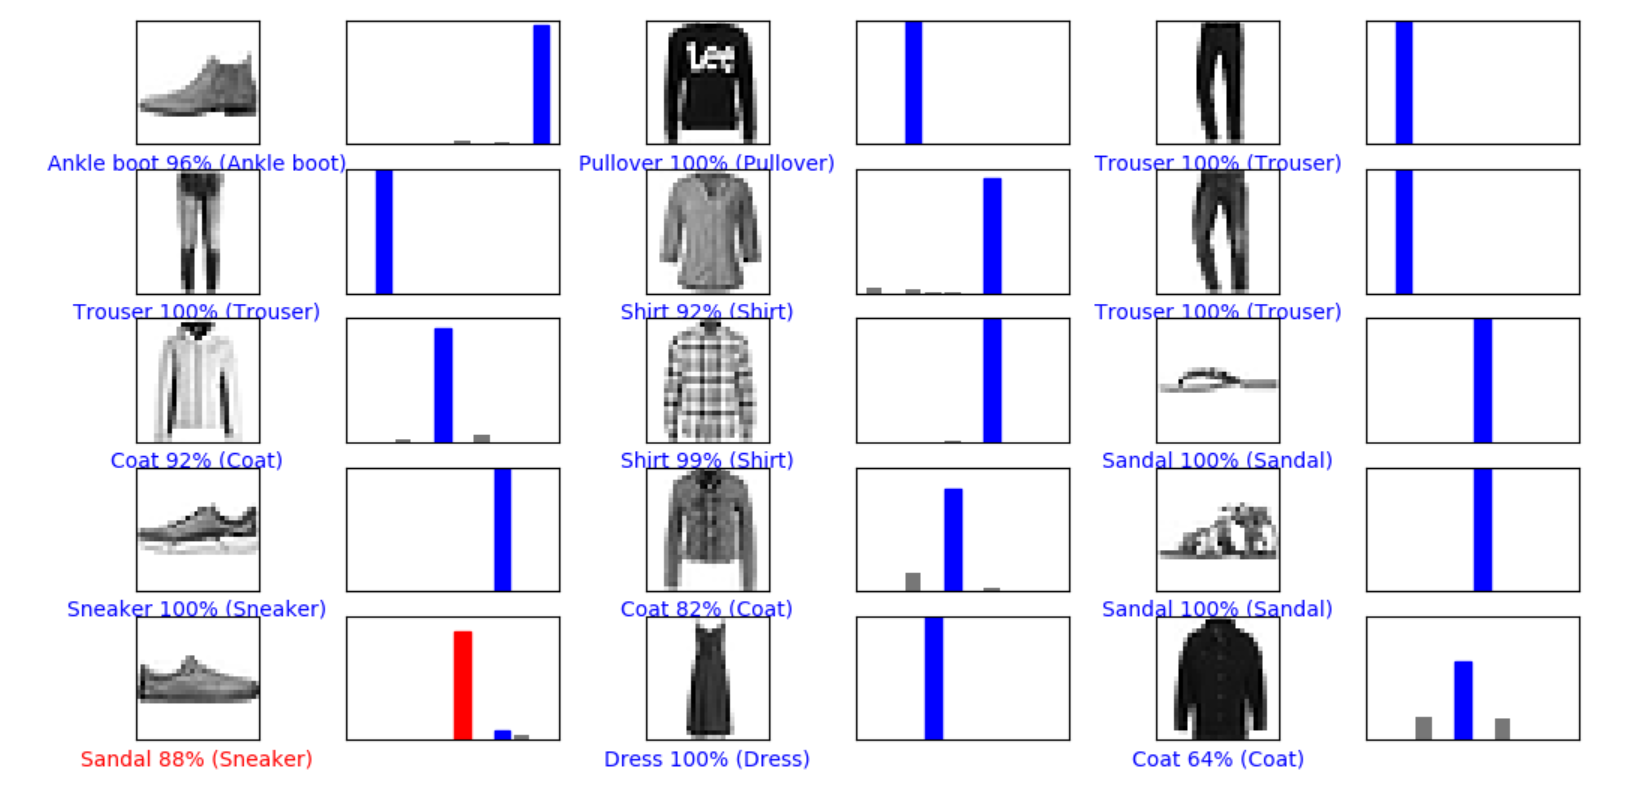 Lee
Ankle boot 96% (Ankle boot)
Pullover 100% (Pullover)
Trouser 100% (Trouser)
Trouser 100% (Trouser)
Shirt 92% (Shirt)
Trouser 100% (Trouser)
Coat 92% (Coat)
Shirt 99% (Shirt)
Sandal 100% (Sandal)
Sneaker 100% (Sneaker)
Coat 82% (Coat)
Sandal 100% (Sandal)
Sandal 88% (Sneaker)
Dress 100% (Dress)
Coat 64% (Coat)